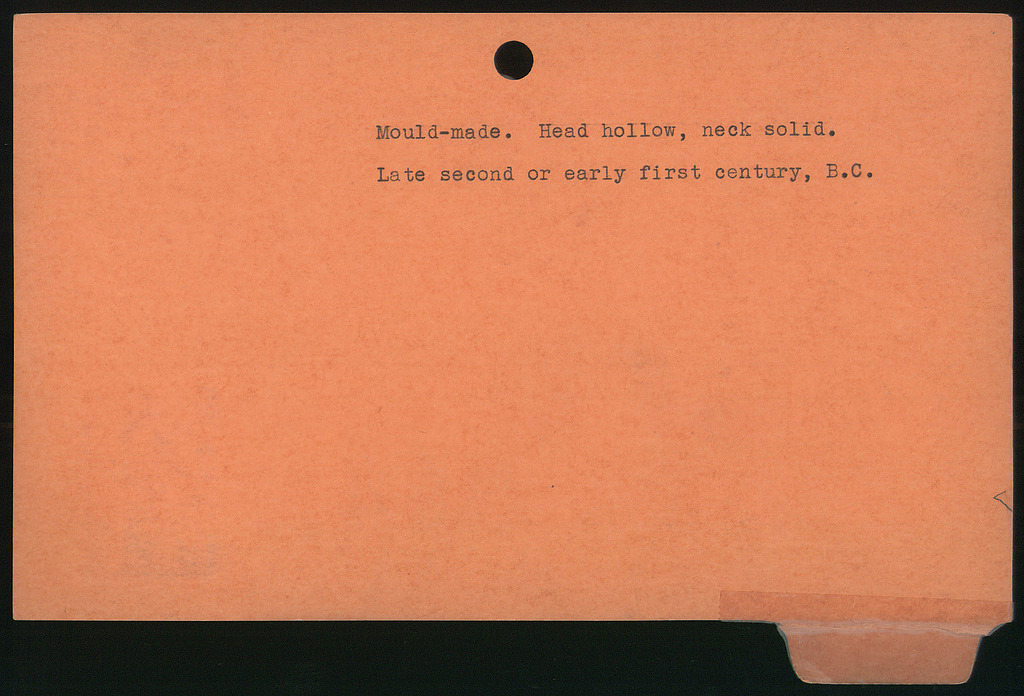 Mould-made. Head hollow, neck solid.
Late second or early first century, B.C.